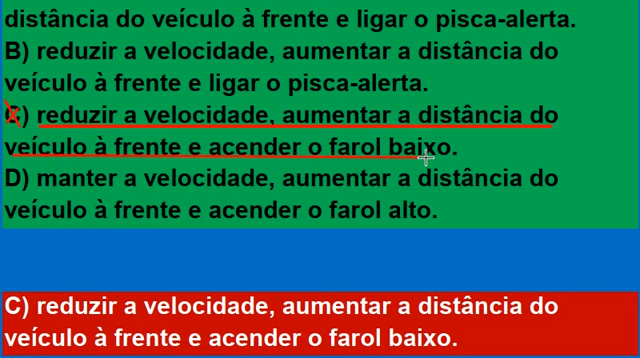 distância do veículo à frente e ligar o pisca-alerta.
B) reduzir a velocidade, aumentar a distância do
veículo à frente e ligar o pisca-alerta.
C) reduzir a velocidade, aumentar a distância do
veículo à frente e acender o farol baixo.
D) manter a velocidade, aumentar a distância do
veículo à frente e acender o farol alto.
C) reduzir a velocidade, aumentar a distância do
veículo à frente e acender o farol baixo.